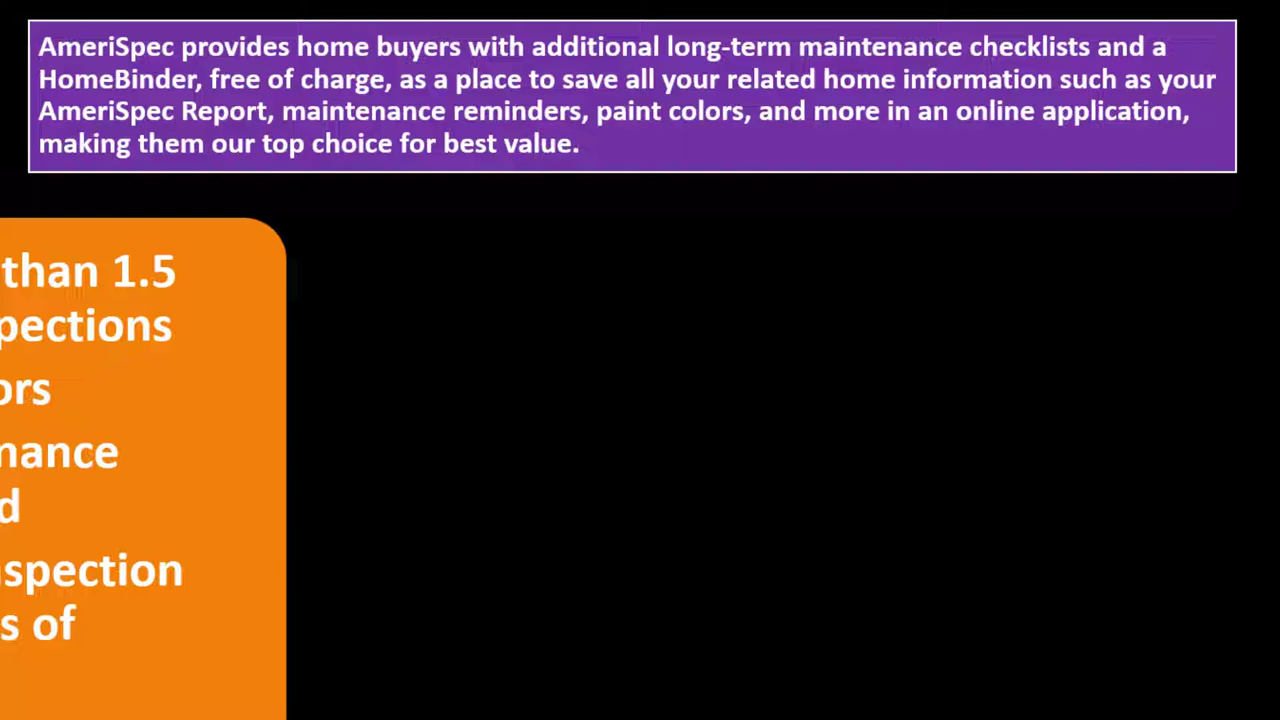 AmeriSpec provides home buyers with additional long-term maintenance checklists and a
HomeBinder, free of charge, as a place to save all your related home information such as your
AmeriSpec Report, maintenance reminders, paint colors, and more in an online application,
making them our top choice for best value.
than 1.5
pections
ors
nance
d
spection
s of